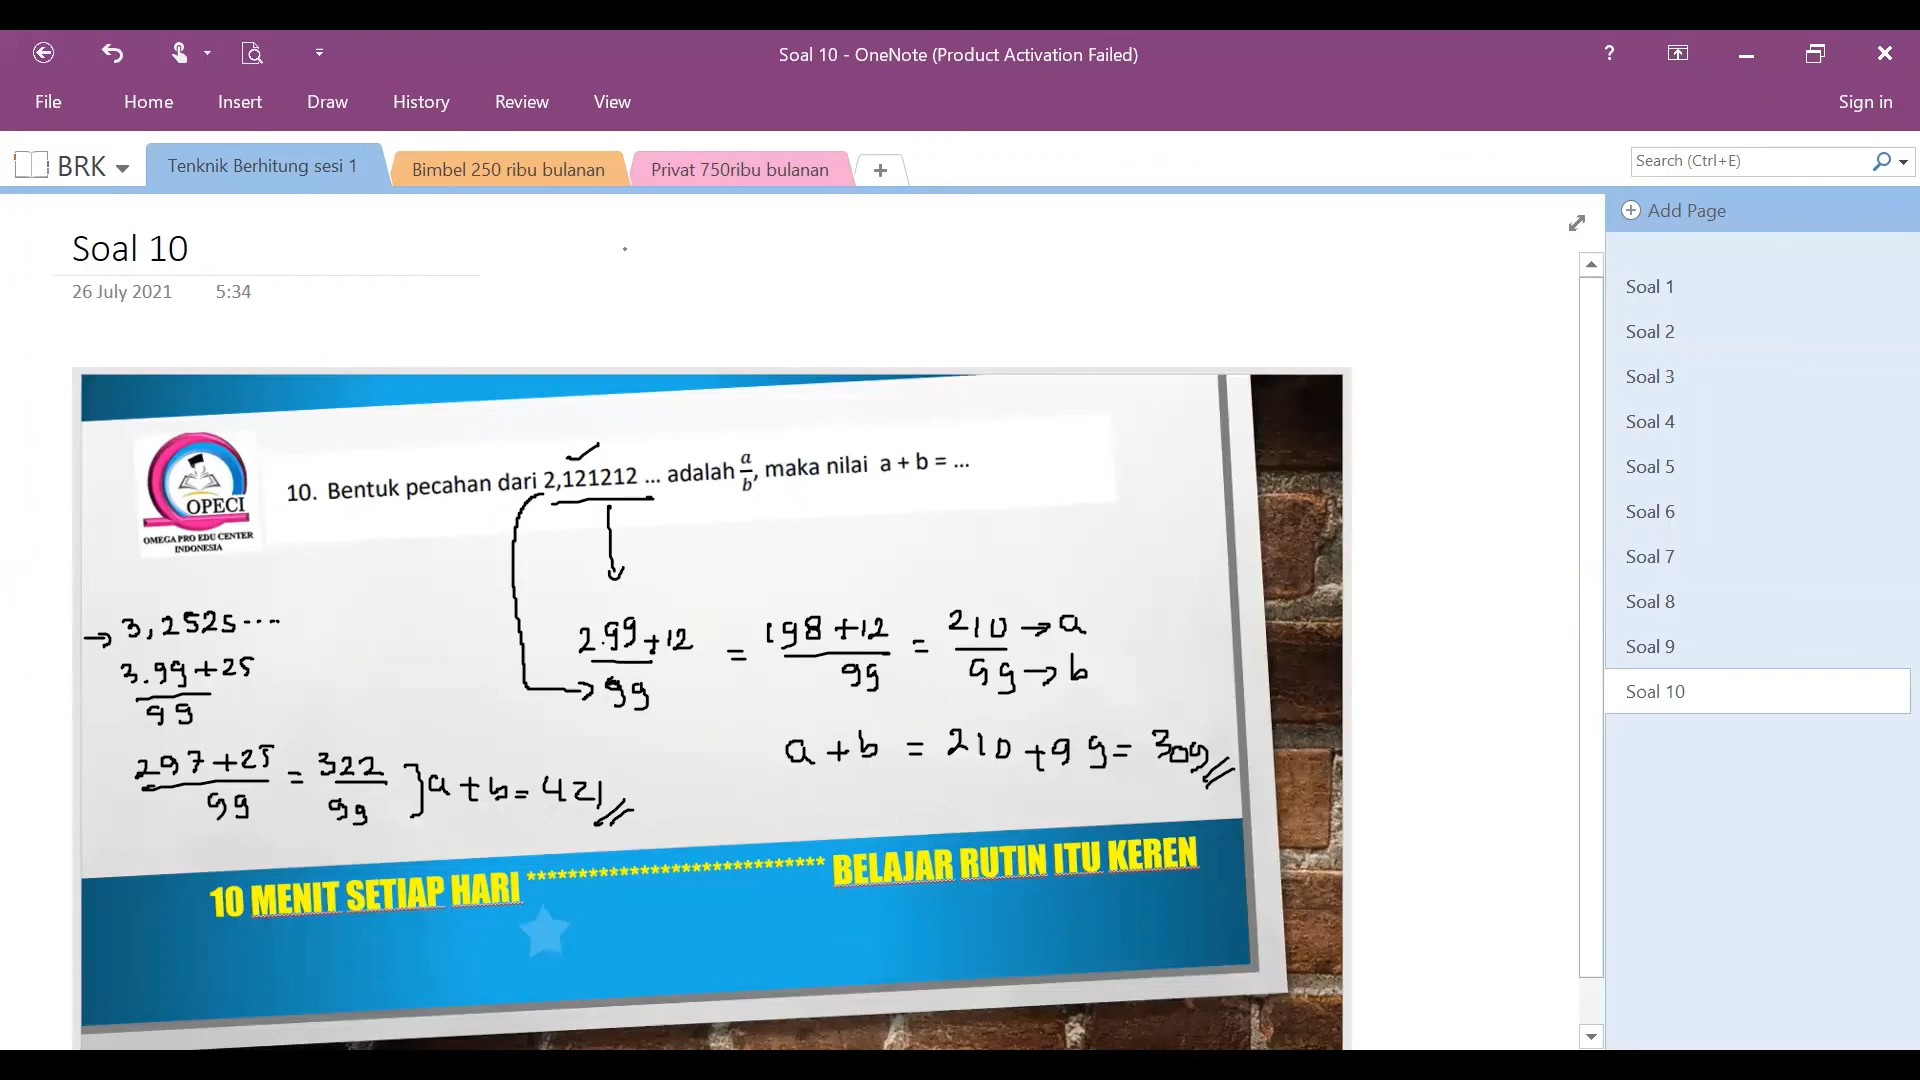 Soal 10 - OneNote (Product Activation Failed)
?
File Home Insert Draw History Review View Sign in
BRK Tenknik Berhitung sesi 1 Bimbel 250 ribu bulanan Privat 750ribu bulanan + Search (Ctrl+E)
Add Page
Soal 10
26 July 2021 5:34
Soal 1
Soal 2
Soal 3
Soal 4
Soal 5
Soal 6
Soal 7
Soal 8
Soal 9
Soal 10
OPECI
OMEGA PRO EDU CENTER
INDONESIA
10. Bentuk pecahan dari 2,121212 ... adalah a/b, maka nilai a + b = ...
→ 3,2525....
3.99+25
99
297+25 / 99 = 322 / 99 ] a + b = 421 //
2.99+12 / 99 = 198+12 / 99 = 210 → a / 99 → b
a + b = 210 + 99 = 309 //
10 MENIT SETIAP HARI ***************************** BELAJAR RUTIN ITU KEREN